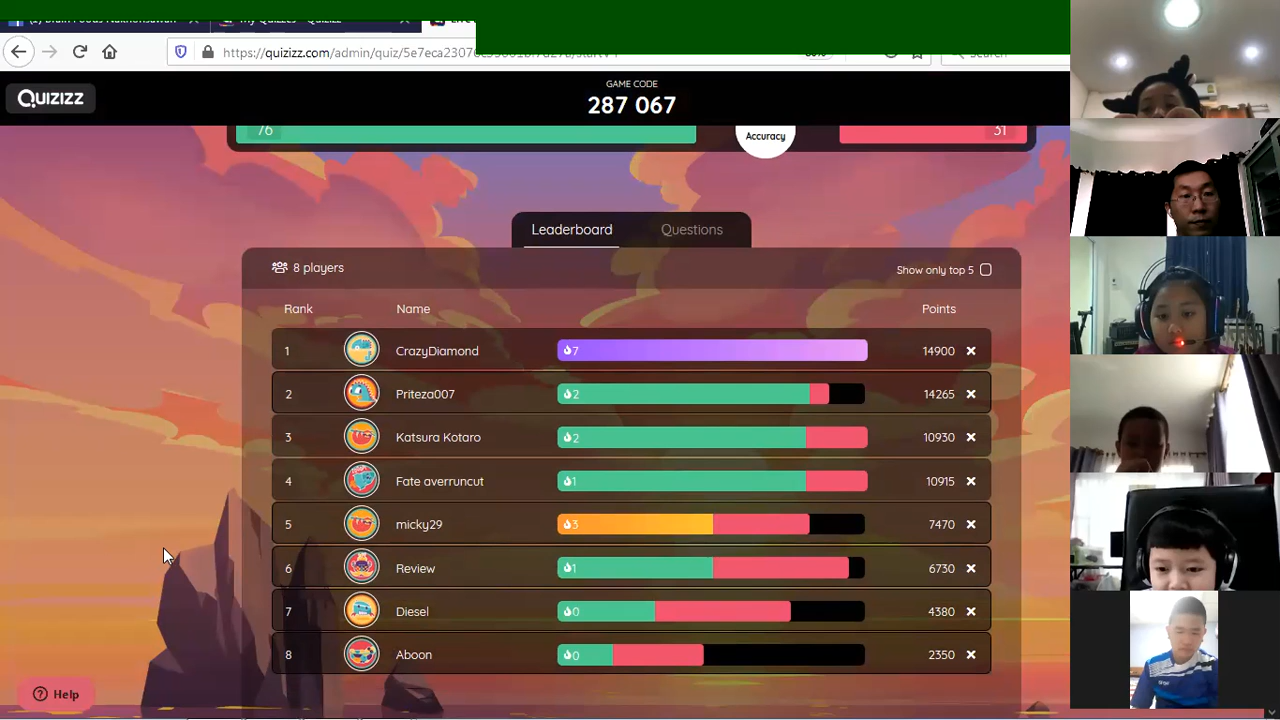 My Quizzes - Quizizz
https://quizizz.com/admin/quiz/5e7eca2307
Search
QUIZIZZ
GAME CODE
287 067
76
Accuracy
31
Leaderboard
Questions
8 players
Show only top 5
Rank
Name
Points
1 CrazyDiamond 7 14900
2 Priteza007 2 14265
3 Katsura Kotaro 2 10930
4 Fate averruncut 1 10915
5 micky29 3 7470
6 Review 1 6730
7 Diesel 0 4380
8 Aboon 0 2350
Help